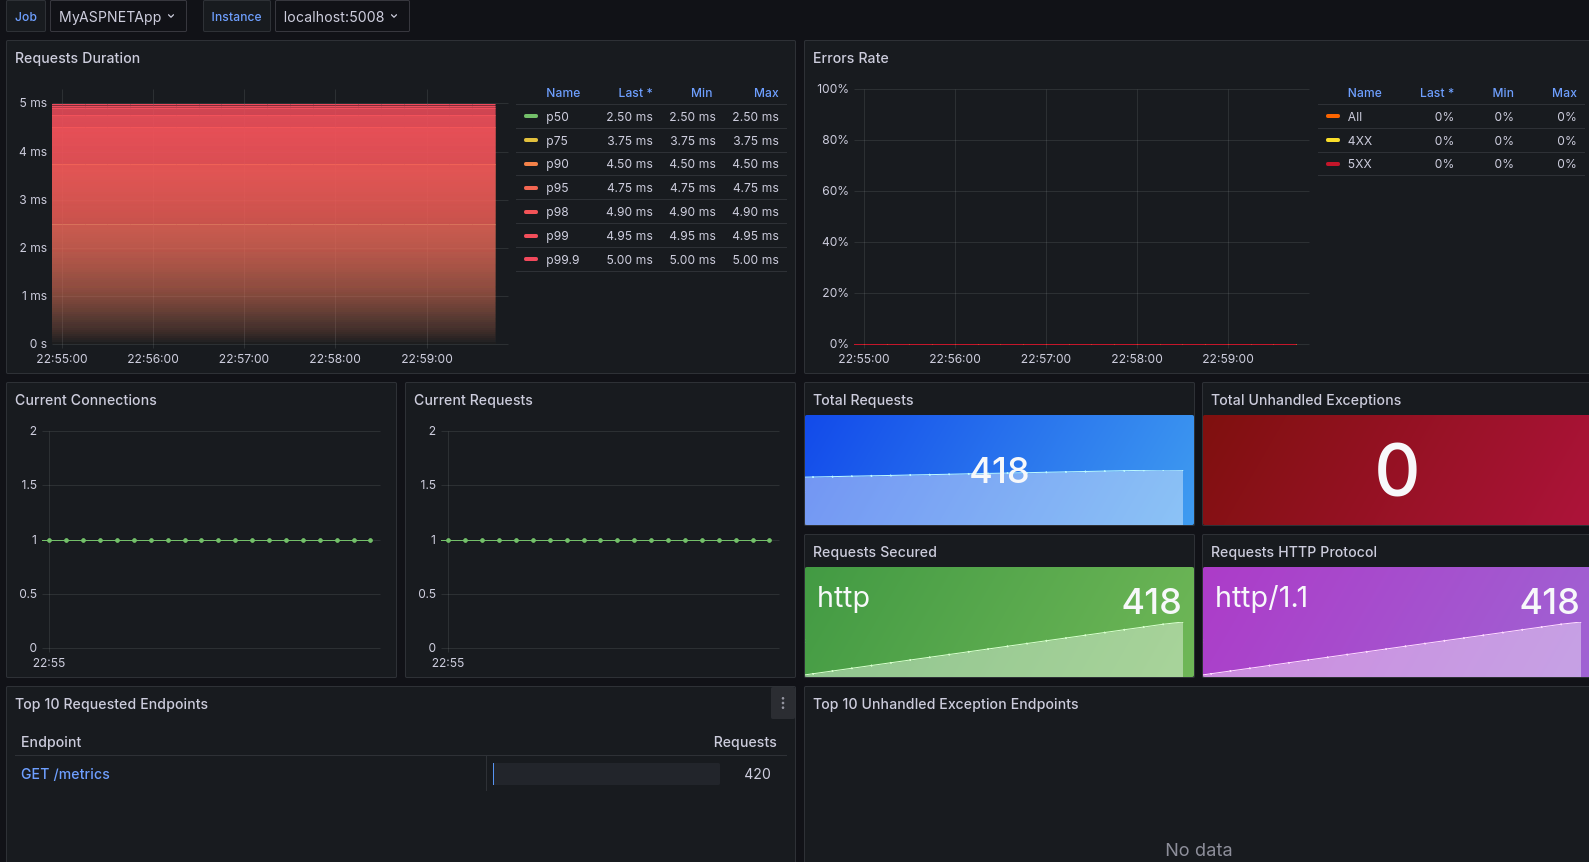 Job MyASPNETApp Instance localhost:5008
Requests Duration
5 ms
4 ms
3 ms
2 ms
1 ms
0 s
22:55:00 22:56:00 22:57:00 22:58:00 22:59:00
Name Last * Min Max
p50 2.50 ms 2.50 ms 2.50 ms
p75 3.75 ms 3.75 ms 3.75 ms
p90 4.50 ms 4.50 ms 4.50 ms
p95 4.75 ms 4.75 ms 4.75 ms
p98 4.90 ms 4.90 ms 4.90 ms
p99 4.95 ms 4.95 ms 4.95 ms
p99.9 5.00 ms 5.00 ms 5.00 ms
Errors Rate
100%
80%
60%
40%
20%
0%
22:55:00 22:56:00 22:57:00 22:58:00 22:59:00
Name Last * Min Max
All 0% 0% 0%
4XX 0% 0% 0%
5XX 0% 0% 0%
Current Connections
2
1.5
1
0.5
0
22:55
Current Requests
2
1.5
1
0.5
0
22:55
Total Requests
418
Total Unhandled Exceptions
0
Requests Secured
http 418
Requests HTTP Protocol
http/1.1 418
Top 10 Requested Endpoints
Endpoint Requests
GET /metrics 420
Top 10 Unhandled Exception Endpoints
No data